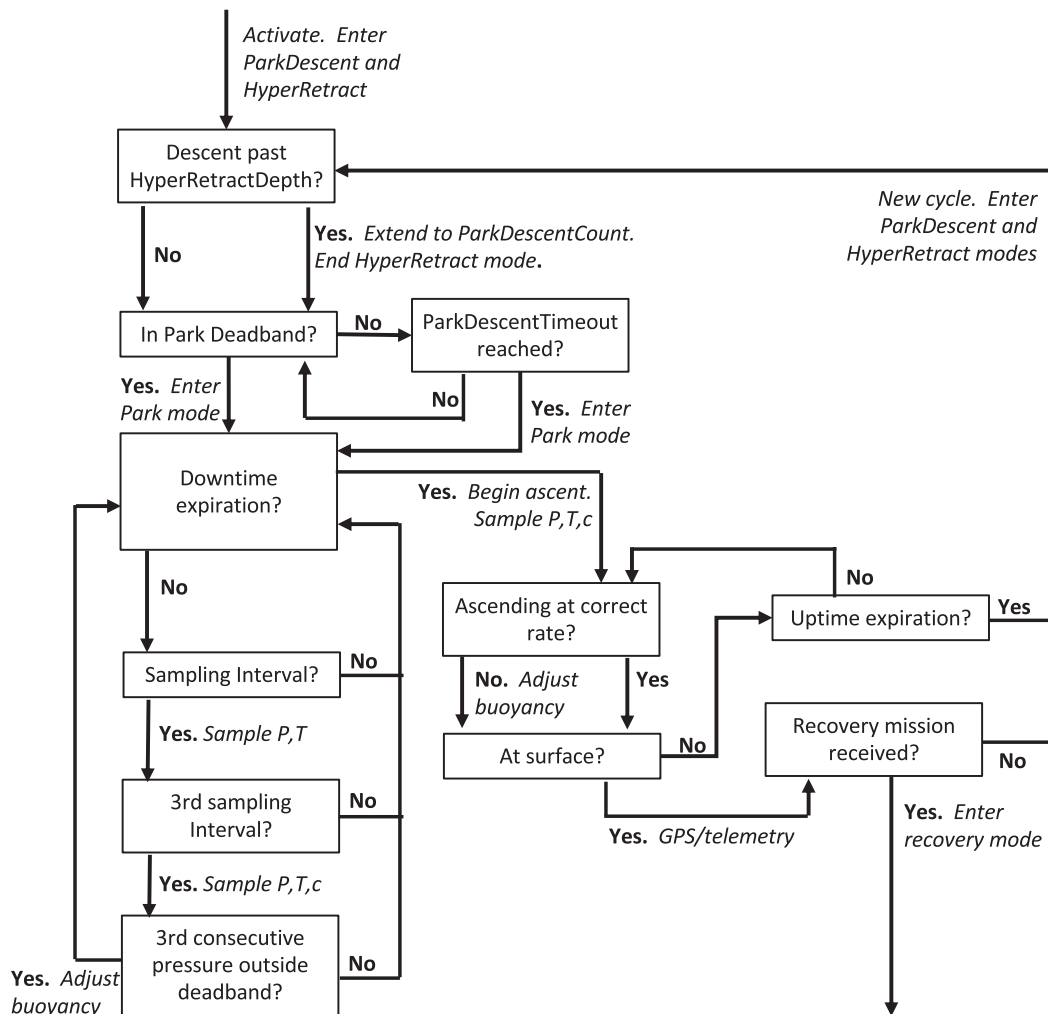 Activate. Enter
ParkDescent and
HyperRetract
Descent past
HyperRetractDepth?
New cycle. Enter
ParkDescent and
HyperRetract modes
No
Yes. Extend to ParkDescentCount.
End HyperRetract mode.
In Park Deadband?
No
ParkDescentTimeout
reached?
Yes. Enter
Park mode
No
Yes. Enter
Park mode
Downtime
expiration?
Yes. Begin ascent.
Sample P,T,c
No
Ascending at correct
rate?
No
Uptime expiration?
Yes
Sampling Interval?
No
No. Adjust
buoyancy
Yes
Yes. Sample P,T
At surface?
No
Recovery mission
received?
No
3rd sampling
Interval?
No
Yes. GPS/telemetry
Yes. Enter
recovery mode
Yes. Sample P,T,c
3rd consecutive
pressure outside
deadband?
No
Yes. Adjust
buoyancy